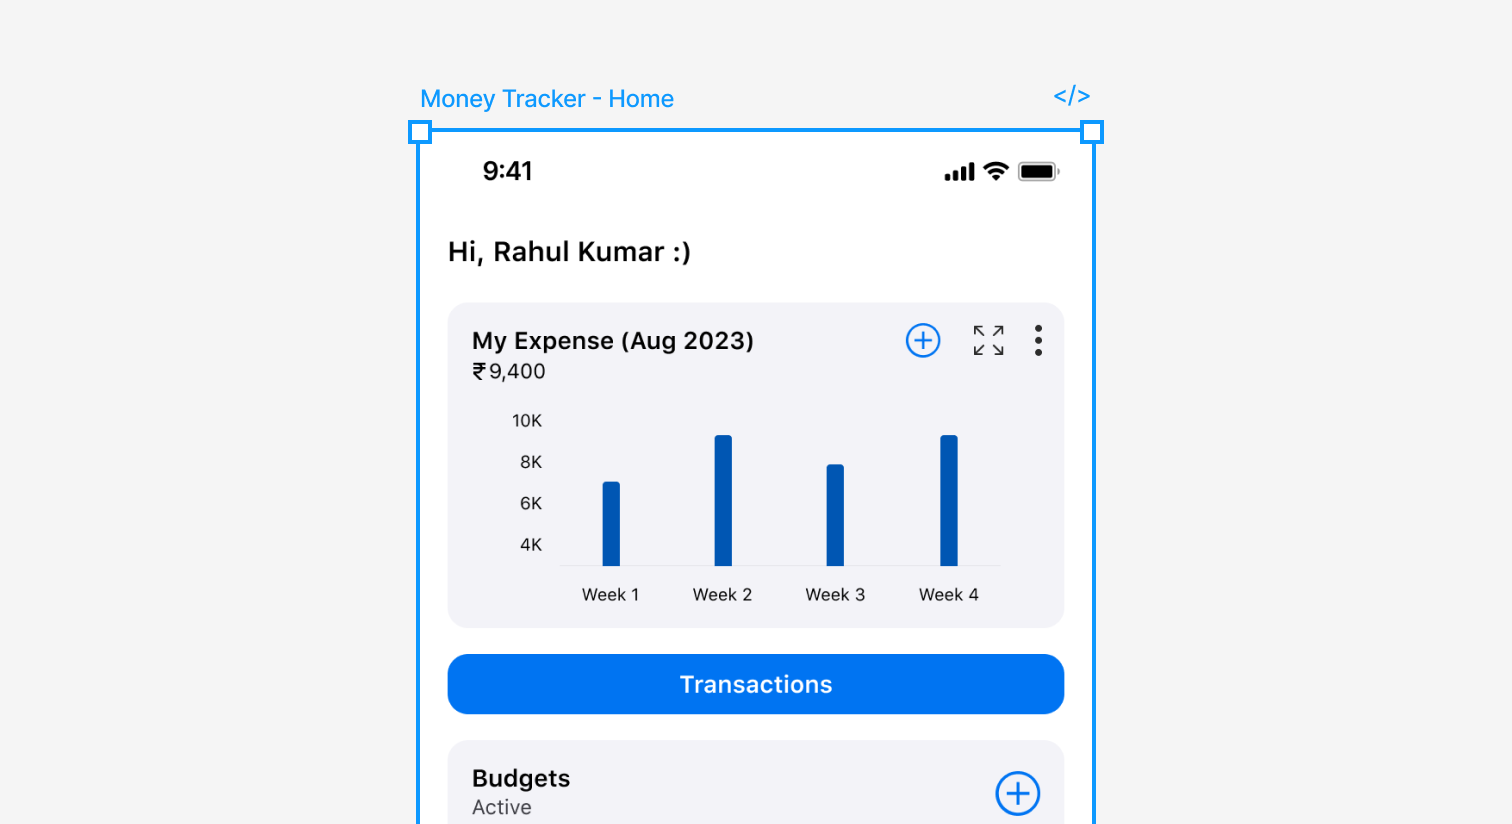 Money Tracker - Home </>
9:41
Hi, Rahul Kumar :)
My Expense (Aug 2023)
₹9,400
10K
8K
6K
4K
Week 1 Week 2 Week 3 Week 4
Transactions
Budgets
Active